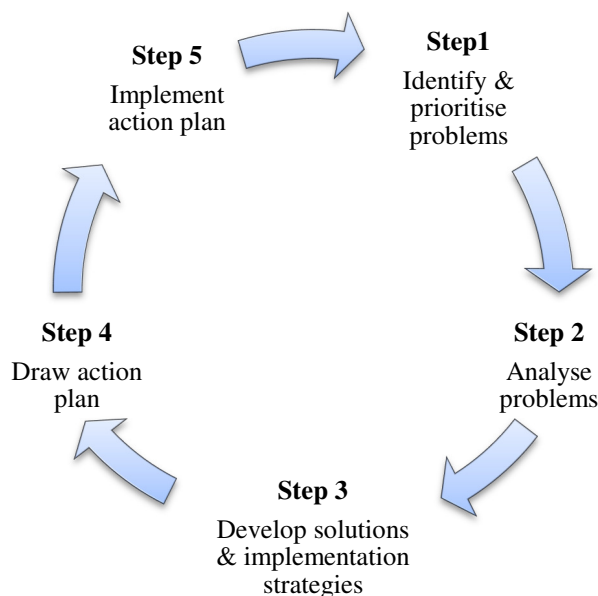 Step1
Identify &
prioritise
problems
Step 2
Analyse
problems
Step 3
Develop solutions
& implementation
strategies
Step 4
Draw action
plan
Step 5
Implement
action plan